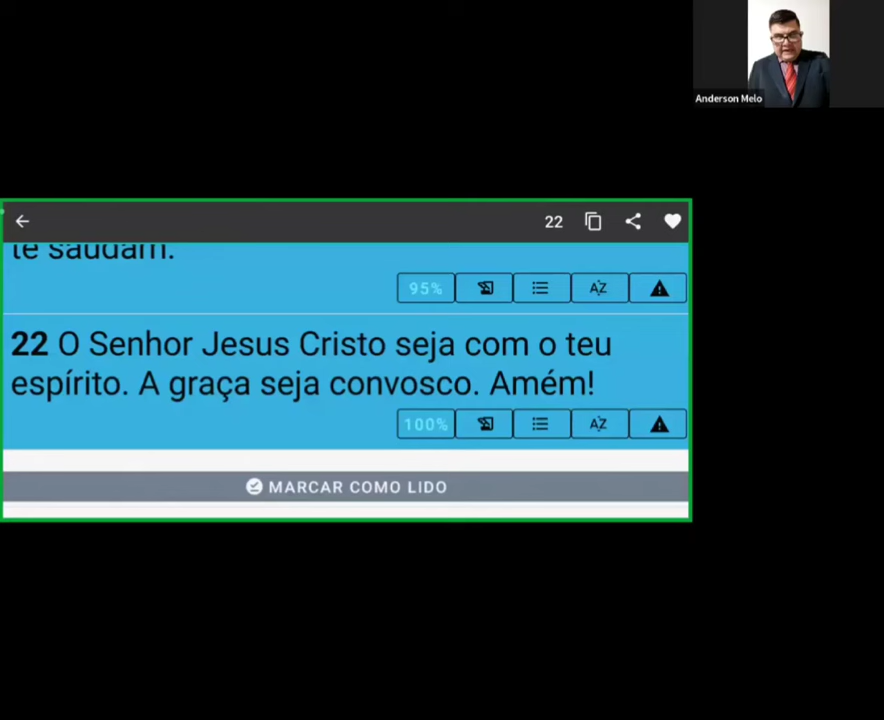 Anderson Melo
22
te saudam.
95%
22 O Senhor Jesus Cristo seja com o teu
espírito. A graça seja convosco. Amém!
100%
MARCAR COMO LIDO